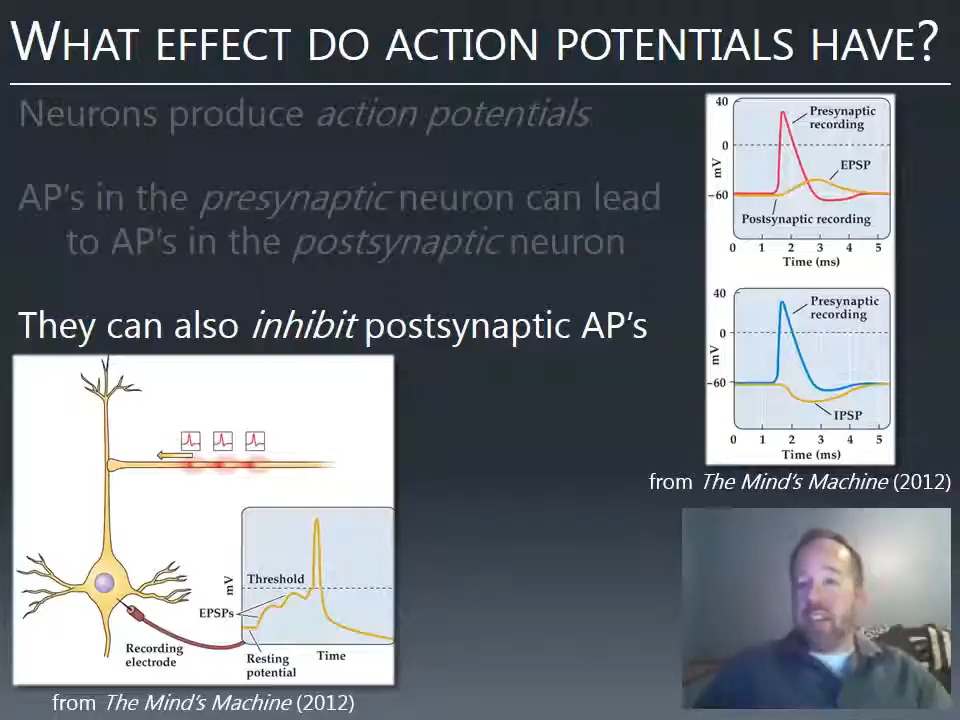 WHAT EFFECT DO ACTION POTENTIALS HAVE?
Neurons produce action potentials
AP's in the presynaptic neuron can lead
to AP's in the postsynaptic neuron
They can also inhibit postsynaptic AP's
40
Presynaptic
recording
0
mV
EPSP
−60
Postsynaptic recording
0 1 2 3 4 5
Time (ms)
40
Presynaptic
recording
0
mV
−60
IPSP
0 1 2 3 4 5
Time (ms)
from The Mind's Machine (2012)
Threshold
mV
EPSPs
Recording
electrode
Resting
potential
Time
from The Mind's Machine (2012)